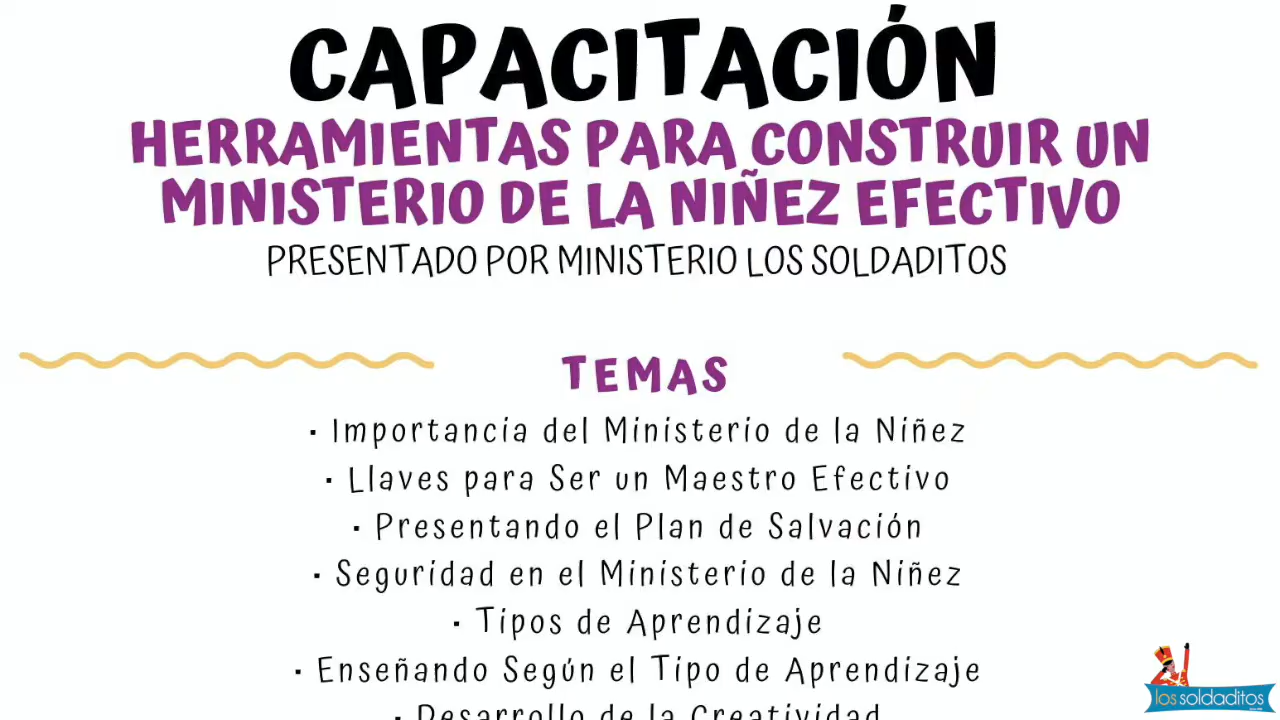 CAPACITACIÓN
HERRAMIENTAS PARA CONSTRUIR UN
MINISTERIO DE LA NIÑEZ EFECTIVO
PRESENTADO POR MINISTERIO LOS SOLDADITOS
TEMAS
• Importancia del Ministerio de la Niñez
• Llaves para Ser un Maestro Efectivo
• Presentando el Plan de Salvación
• Seguridad en el Ministerio de la Niñez
• Tipos de Aprendizaje
• Enseñando Según el Tipo de Aprendizaje
• Desarrollo de la Creatividad
los soldaditos